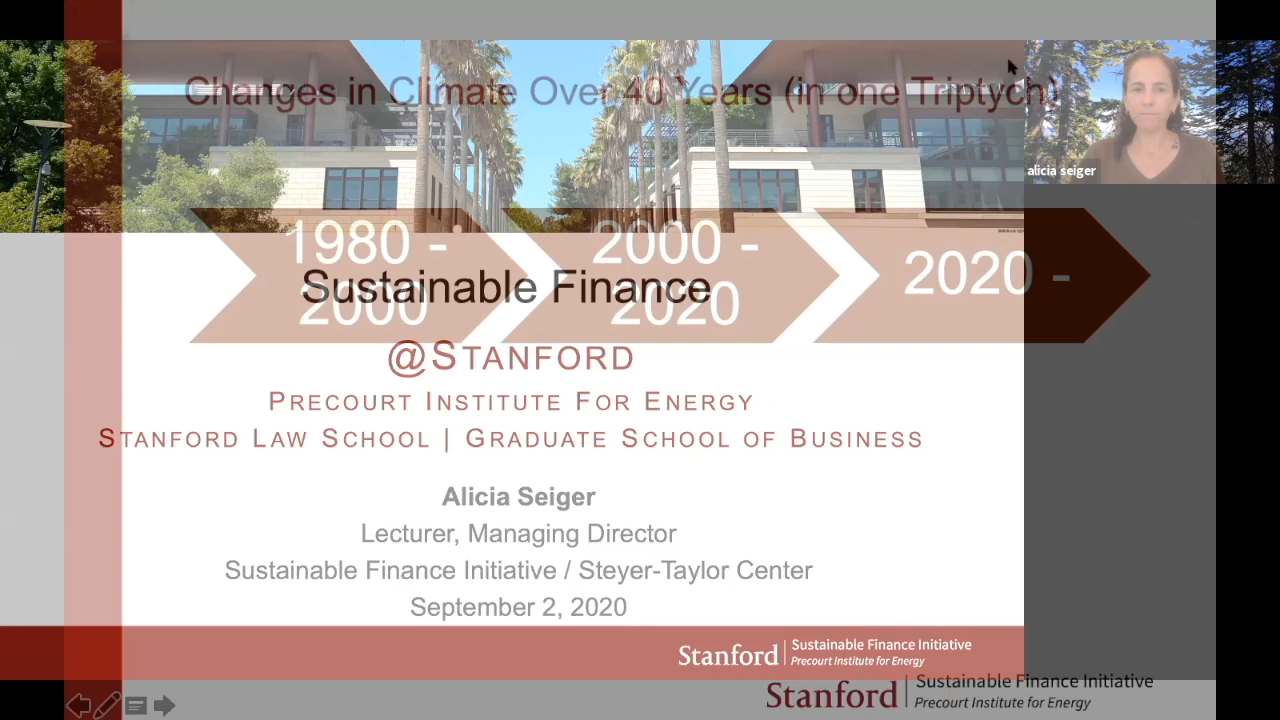 Changes in Climate Over 40 Years (in one Triptych)
alicia seiger
1980 -
2000
2000 -
2020
2020 -
Sustainable Finance
@STANFORD
PRECOURT INSTITUTE FOR ENERGY
STANFORD LAW SCHOOL | GRADUATE SCHOOL OF BUSINESS
Alicia Seiger
Lecturer, Managing Director
Sustainable Finance Initiative / Steyer-Taylor Center
September 2, 2020
Stanford | Sustainable Finance Initiative
Precourt Institute for Energy
Stanford | Sustainable Finance Initiative
Precourt Institute for Energy